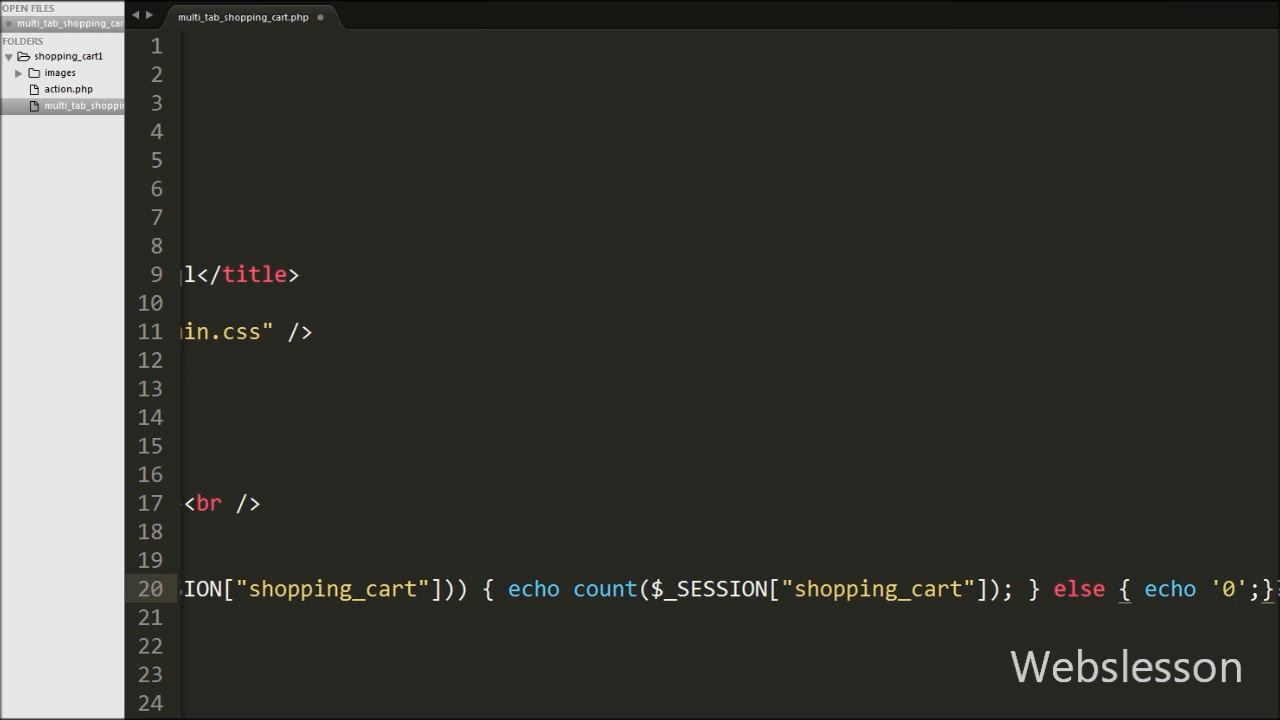 OPEN FILES
multi_tab_shopping_car
FOLDERS
shopping_cart1
images
action.php
multi_tab_shoppin
multi_tab_shopping_cart.php
1
2
3
4
5
6
7
8
9 l</title>
10
11 in.css" />
12
13
14
15
16
17 <br />
18
19
20 ION["shopping_cart"])) { echo count($_SESSION["shopping_cart"]); } else { echo '0';}
21
22
23
24
Webslesson